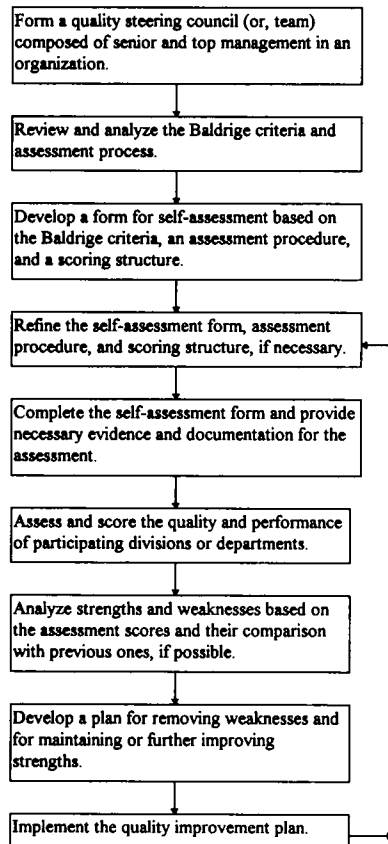 Form a quality steering council (or, team)
composed of senior and top management in an
organization.
Review and analyze the Baldrige criteria and
assessment process.
Develop a form for self-assessment based on
the Baldrige criteria, an assessment procedure,
and a scoring structure.
Refine the self-assessment form, assessment
procedure, and scoring structure, if necessary.
Complete the self-assessment form and provide
necessary evidence and documentation for the
assessment.
Assess and score the quality and performance
of participating divisions or departments.
Analyze strengths and weaknesses based on
the assessment scores and their comparison
with previous ones, if possible.
Develop a plan for removing weaknesses and
for maintaining or further improving
strengths.
Implement the quality improvement plan.